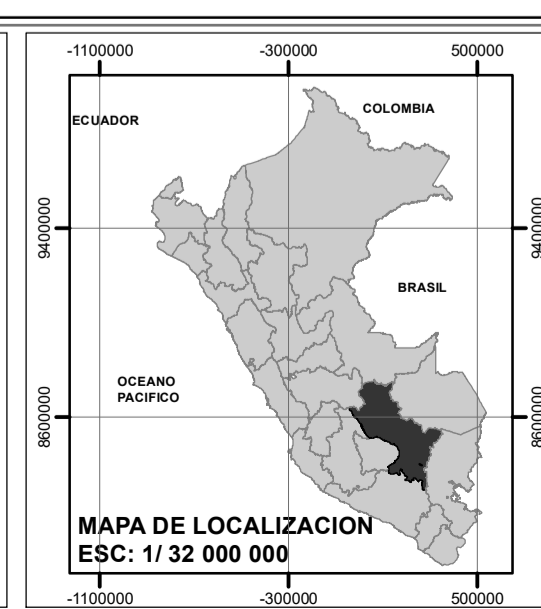 -1100000 -300000 500000
ECUADOR
COLOMBIA
9400000 9400000
BRASIL
OCEANO
PACIFICO
8600000 8600000
MAPA DE LOCALIZACION
ESC: 1/ 32 000 000
-1100000 -300000 500000